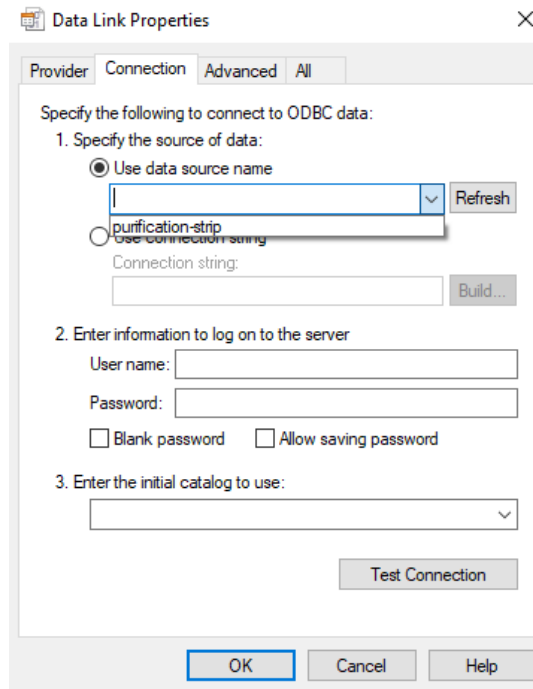 Data Link Properties
Provider Connection Advanced All
Specify the following to connect to ODBC data:
1. Specify the source of data:
Use data source name
Refresh
purification-strip
Use connection string
Connection string:
Build...
2. Enter information to log on to the server
User name:
Password:
Blank password Allow saving password
3. Enter the initial catalog to use:
Test Connection
OK Cancel Help